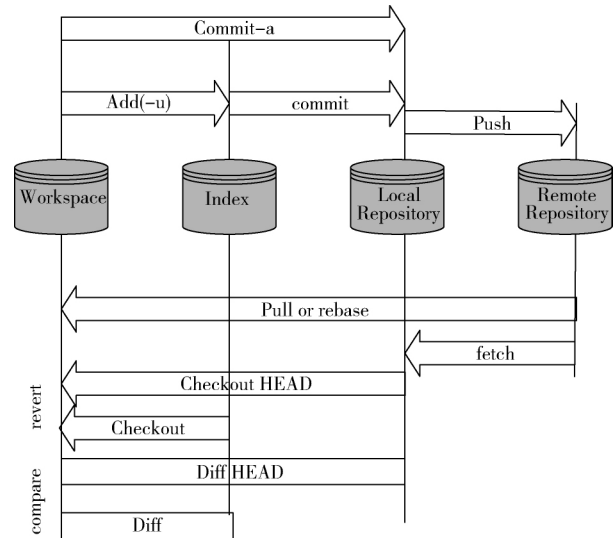 Commit-a
Add(-u)
commit
Push
Workspace
Index
Local
Repository
Remote
Repository
Pull or rebase
fetch
Checkout HEAD
revert
Checkout
Diff HEAD
compare
Diff